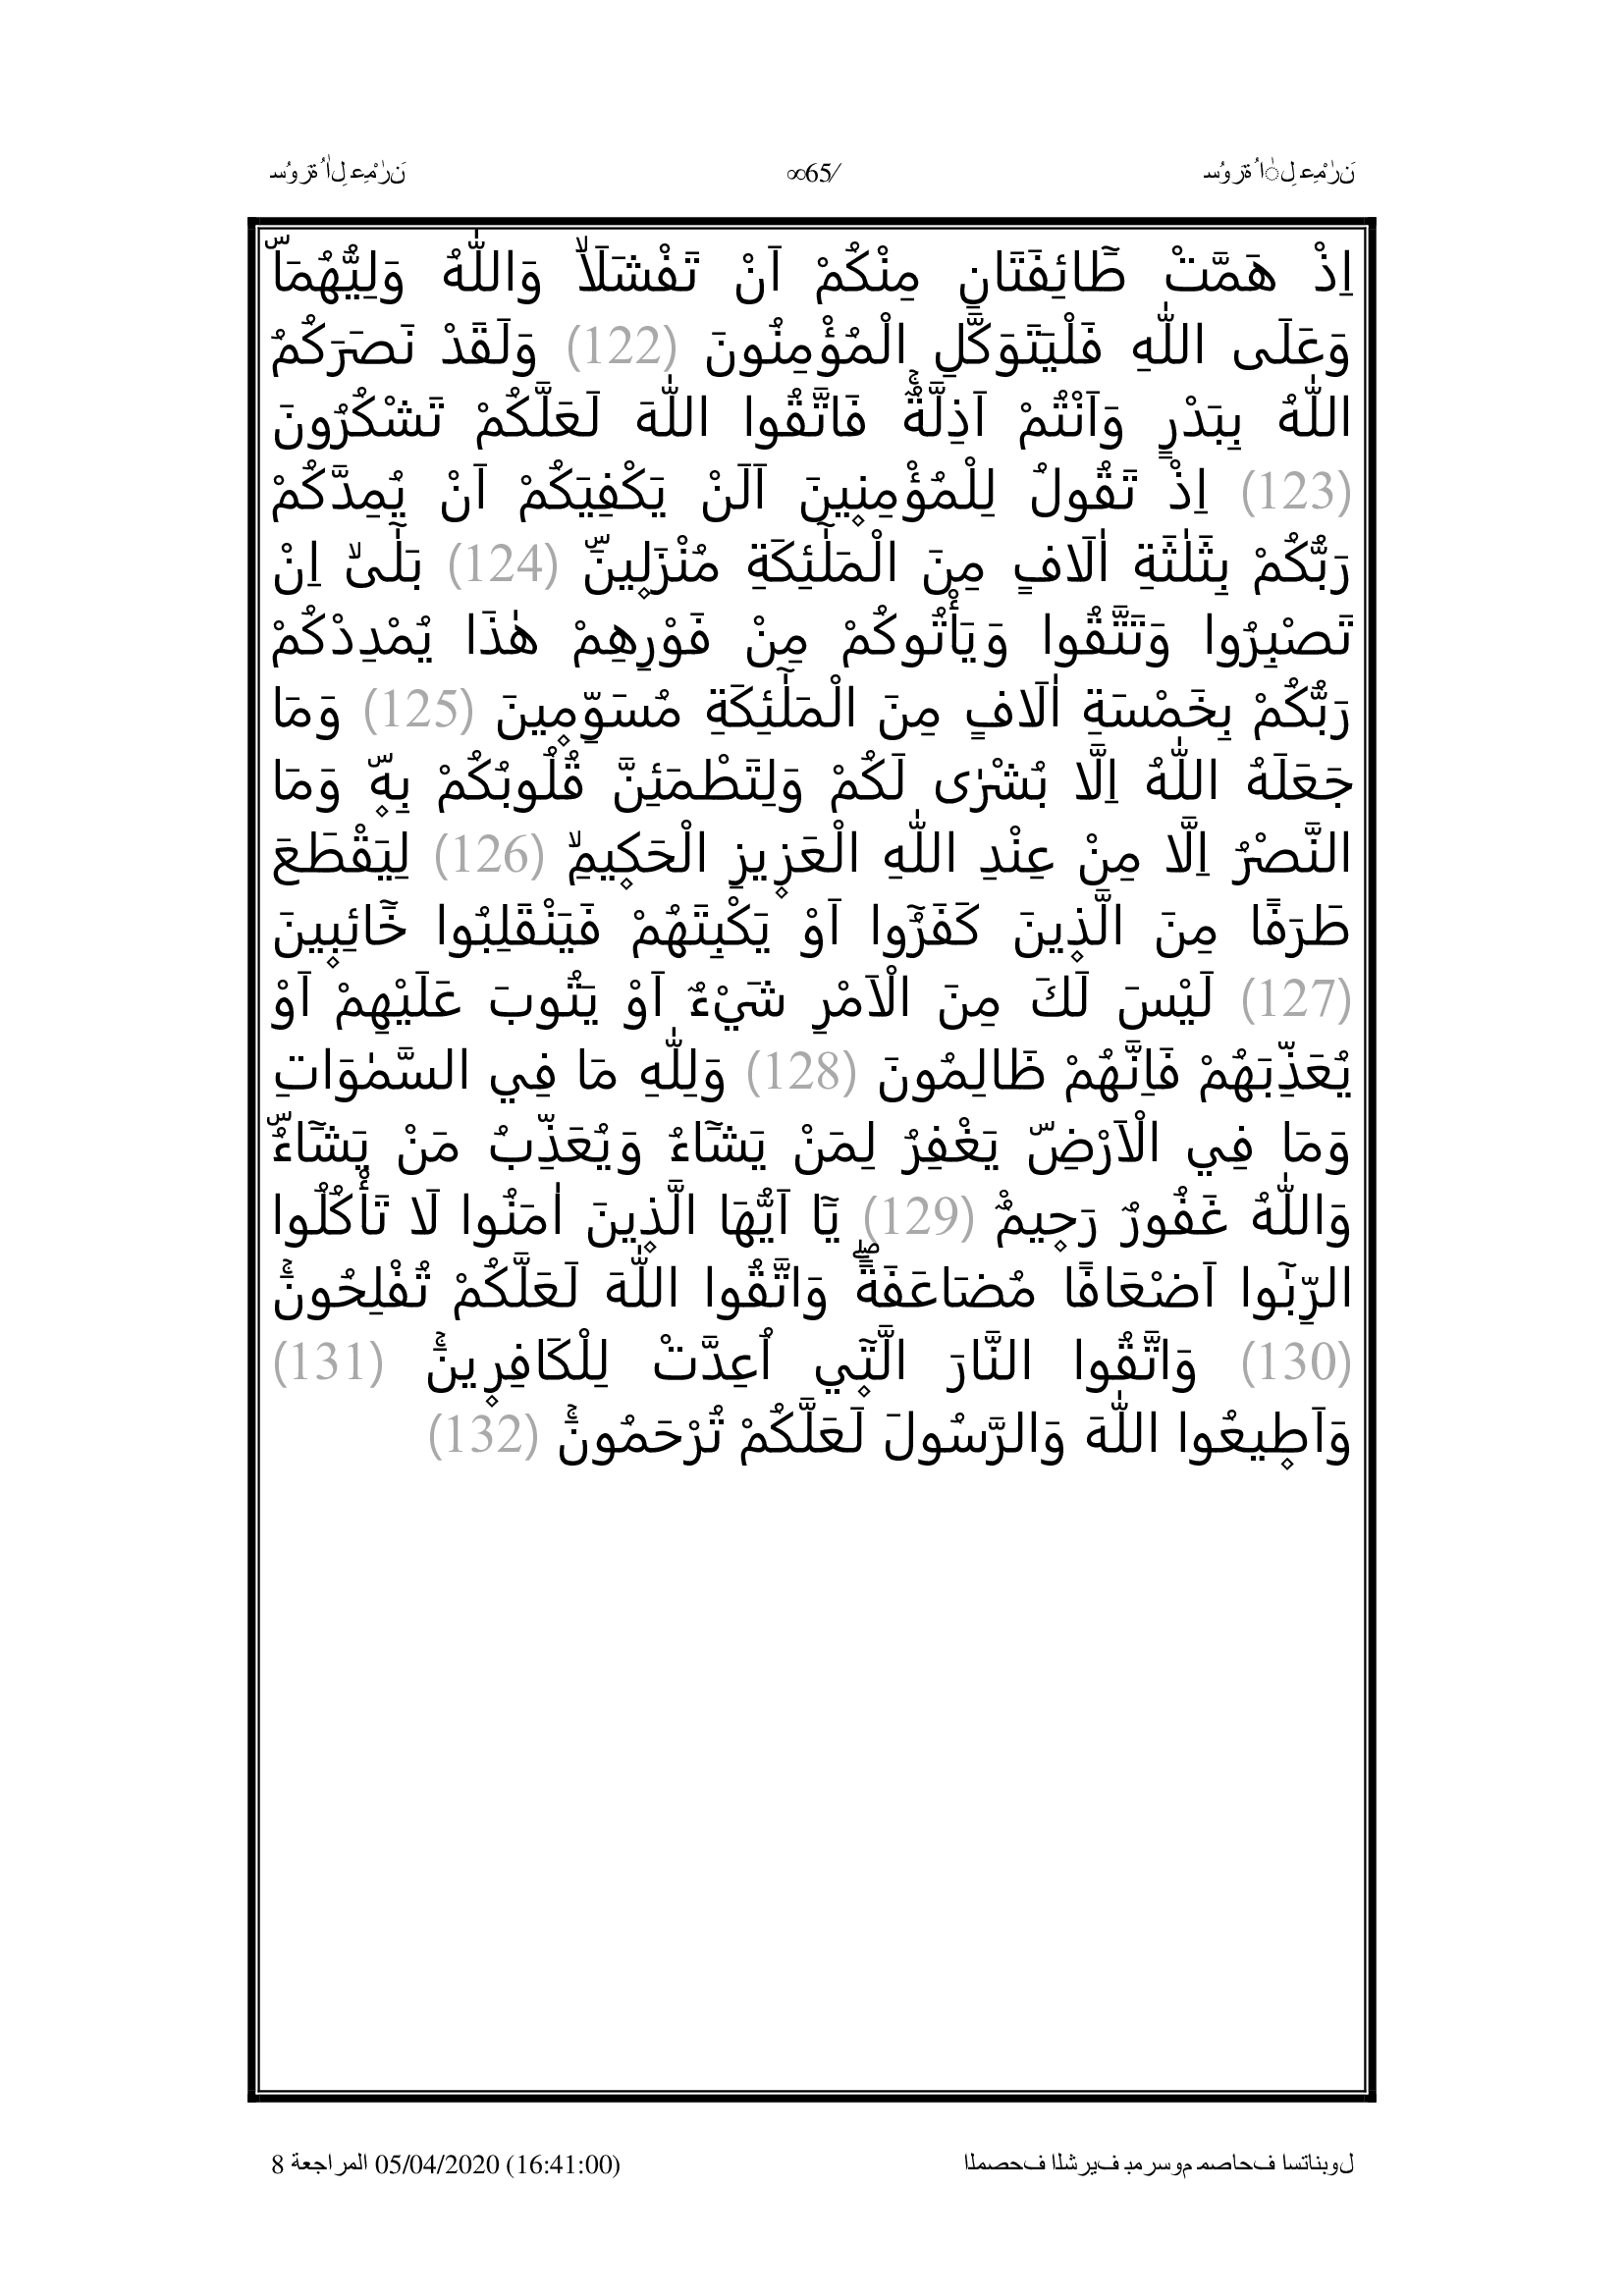 سُورَةُ اٰلِ عِمْرٰنَ
∞65/
سُورَةُ اٰلِ عِمْرٰنَ
اِذْ هَمَّتْ طَٓائِفَتَانِ مِنْكُمْ اَنْ تَفْشَلَاۙ وَاللّٰهُ وَلِيُّهُمَاۜ
وَعَلَى اللّٰهِ فَلْيَتَوَكَّلِ الْمُؤْمِنُونَ (122) وَلَقَدْ نَصَرَكُمُ
اللّٰهُ بِبَدْرٍ وَاَنْتُمْ اَذِلَّةٌۚ فَاتَّقُوا اللّٰهَ لَعَلَّكُمْ تَشْكُرُونَ
(123) اِذْ تَقُولُ لِلْمُؤْمِن۪ينَ اَلَنْ يَكْفِيَكُمْ اَنْ يُمِدَّكُمْ
رَبُّكُمْ بِثَلٰثَةِ اٰلَافٍ مِنَ الْمَلٰٓئِكَةِ مُنْزَل۪ينَۜ (124) بَلٰٓىۙ اِنْ
تَصْبِرُوا وَتَتَّقُوا وَيَأْتُوكُمْ مِنْ فَوْرِهِمْ هٰذَا يُمْدِدْكُمْ
رَبُّكُمْ بِخَمْسَةِ اٰلَافٍ مِنَ الْمَلٰٓئِكَةِ مُسَوِّم۪ينَ (125) وَمَا
جَعَلَهُ اللّٰهُ اِلَّا بُشْرٰى لَكُمْ وَلِتَطْمَئِنَّ قُلُوبُكُمْ بِه۪ۜ وَمَا
النَّصْرُ اِلَّا مِنْ عِنْدِ اللّٰهِ الْعَز۪يزِ الْحَك۪يمِۙ (126) لِيَقْطَعَ
طَرَفًا مِنَ الَّذ۪ينَ كَفَرُٓوا اَوْ يَكْبِتَهُمْ فَيَنْقَلِبُوا خَٓائِب۪ينَ
(127) لَيْسَ لَكَ مِنَ الْاَمْرِ شَيْءٌ اَوْ يَتُوبَ عَلَيْهِمْ اَوْ
يُعَذِّبَهُمْ فَاِنَّهُمْ ظَالِمُونَ (128) وَلِلّٰهِ مَا فِي السَّمٰوَاتِ
وَمَا فِي الْاَرْضِۜ يَغْفِرُ لِمَنْ يَشَٓاءُ وَيُعَذِّبُ مَنْ يَشَٓاءُۜ
وَاللّٰهُ غَفُورٌ رَح۪يمٌ۟ (129) يَٓا اَيُّهَا الَّذ۪ينَ اٰمَنُوا لَا تَأْكُلُوا
الرِّبٰٓوا اَضْعَافًا مُضَاعَفَةًۖ وَاتَّقُوا اللّٰهَ لَعَلَّكُمْ تُفْلِحُونَۚ
(130) وَاتَّقُوا النَّارَ الَّت۪ٓي اُعِدَّتْ لِلْكَافِر۪ينَۚ (131)
وَاَط۪يعُوا اللّٰهَ وَالرَّسُولَ لَعَلَّكُمْ تُرْحَمُونَۚ (132)
المصحف الشريف بمرسوم مصاحف استانبول
المراجعة 8 05/04/2020 (16:41:00)